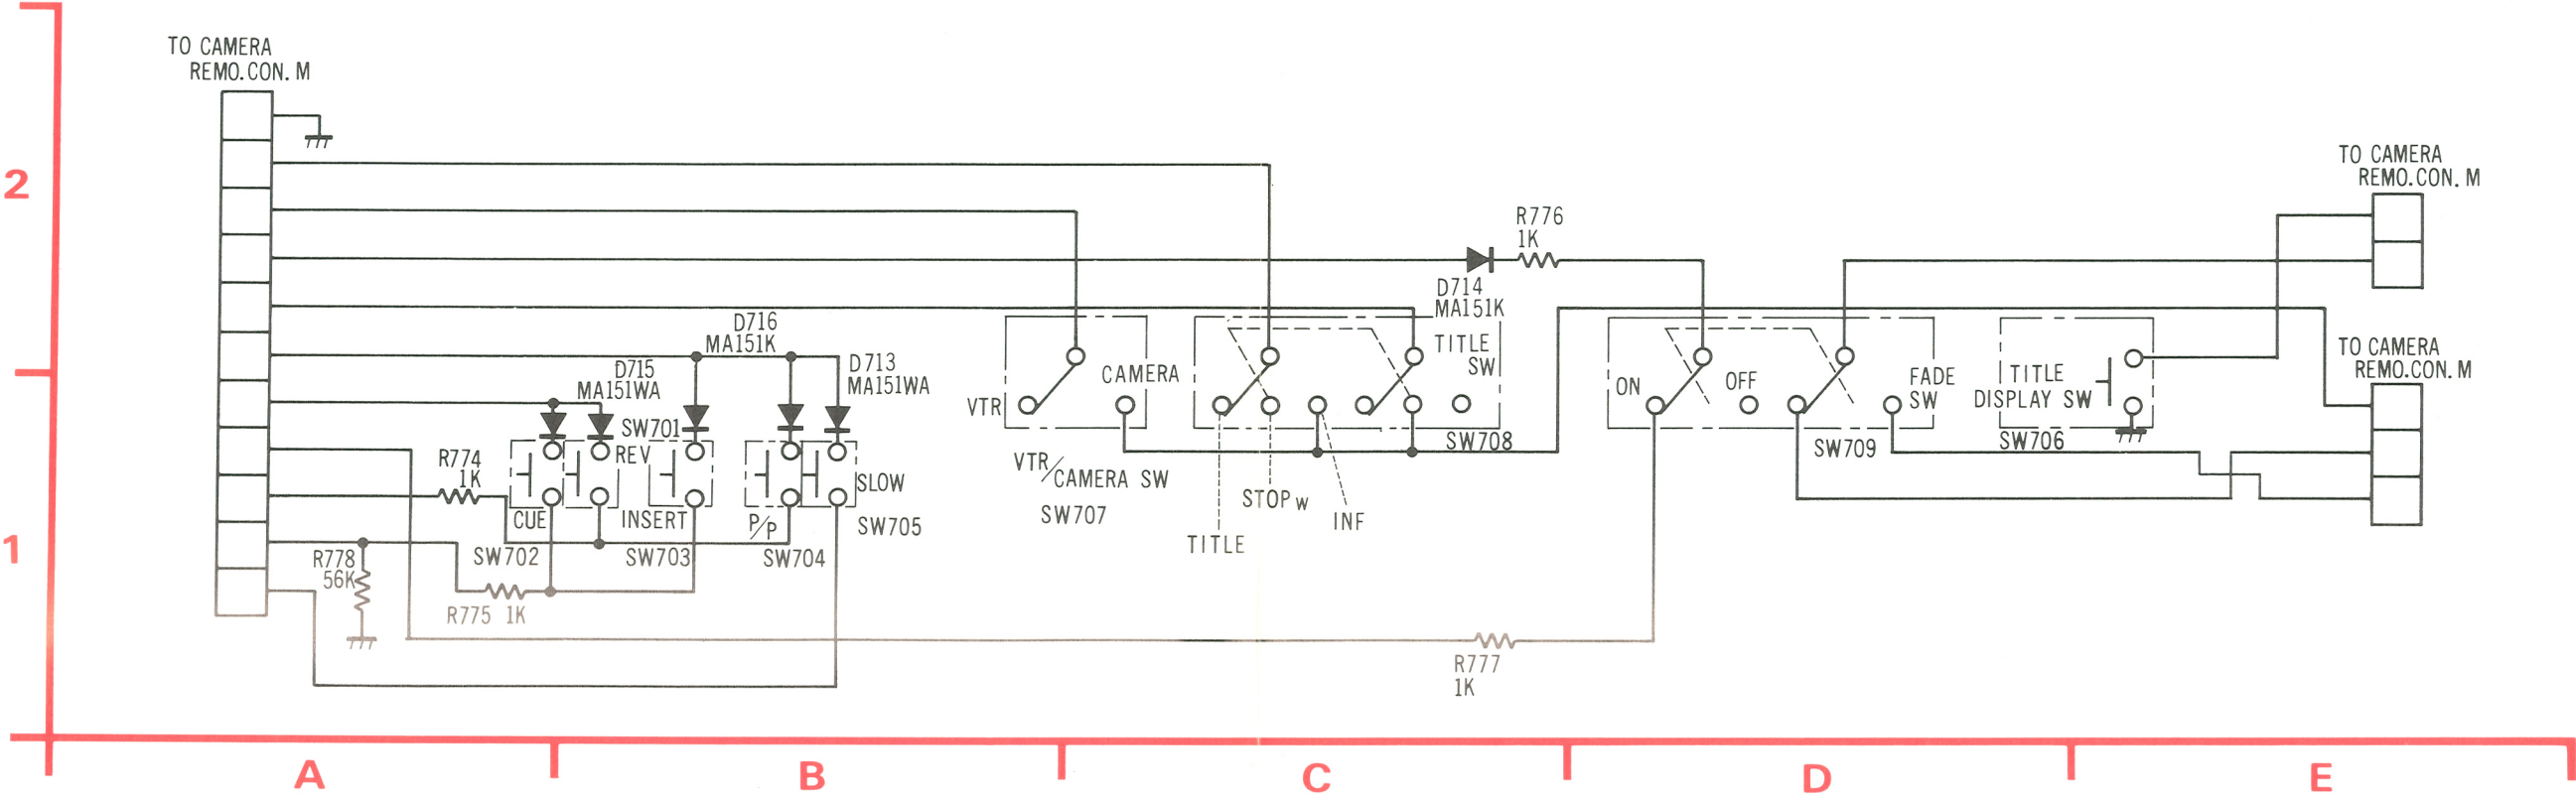 TO CAMERA
REMO.CON. M
2
TO CAMERA
REMO.CON. M
R776
1K
D714
MA151K
D716
MA151K
D715
MA151WA
D713
MA151WA
TITLE
SW
TO CAMERA
REMO.CON. M
VTR
CAMERA
ON
OFF
FADE
SW
TITLE
DISPLAY SW
SW701
REV
SW708
SW709
SW706
R774
1K
SLOW
VTR/CAMERA SW
SW707
STOP W
INF
TITLE
CUE
INSERT
P/P
SW705
1
SW702
SW703
SW704
R778
56K
R775 1K
R777
1K
A
B
C
D
E